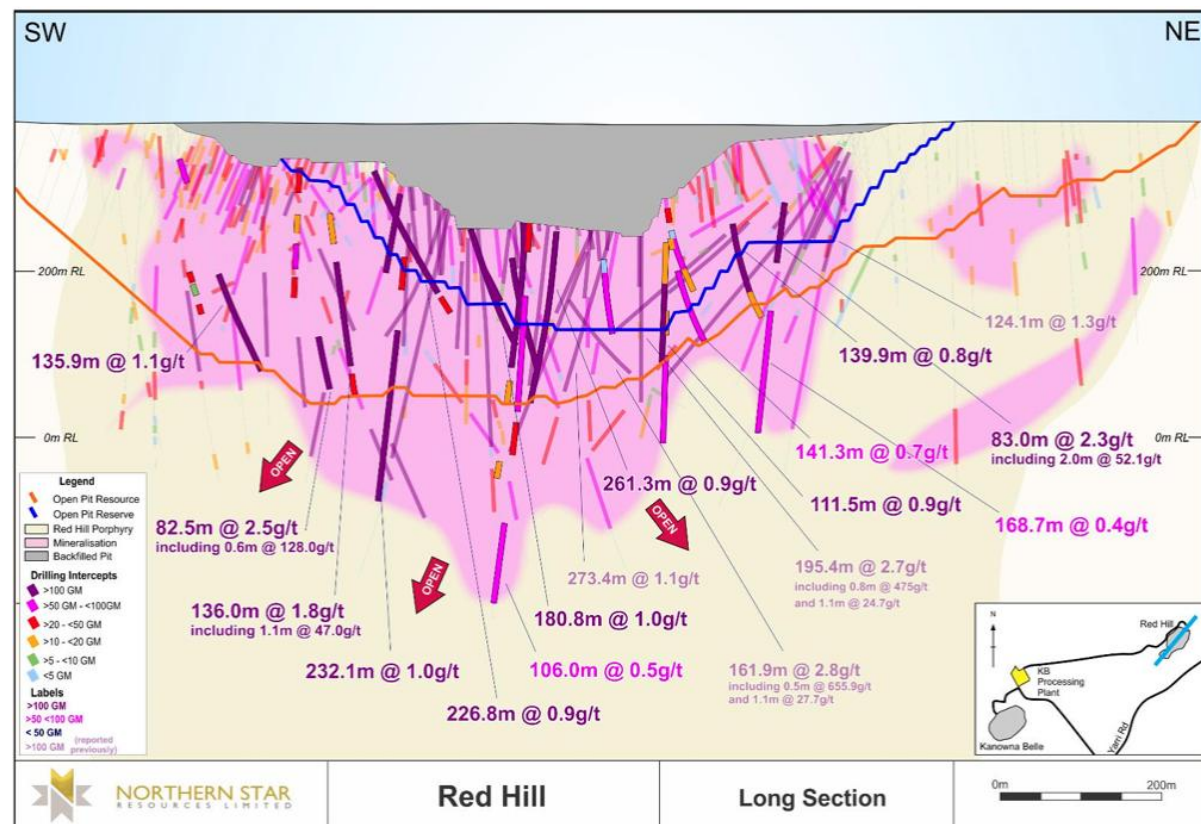 SW
NE
200m RL
200m RL
124.1m @ 1.3g/t
135.9m @ 1.1g/t
139.9m @ 0.8g/t
0m RL
0m RL
141.3m @ 0.7g/t
83.0m @ 2.3g/t
including 2.0m @ 52.1g/t
OPEN
261.3m @ 0.9g/t
111.5m @ 0.9g/t
OPEN
168.7m @ 0.4g/t
82.5m @ 2.5g/t
including 0.6m @ 128.0g/t
195.4m @ 2.7g/t
including 0.8m @ 475g/t
and 1.1m @ 24.7g/t
273.4m @ 1.1g/t
OPEN
136.0m @ 1.8g/t
including 1.1m @ 47.0g/t
180.8m @ 1.0g/t
232.1m @ 1.0g/t
106.0m @ 0.5g/t
161.9m @ 2.8g/t
including 0.5m @ 655.9g/t
and 1.1m @ 27.7g/t
226.8m @ 0.9g/t
Legend
Open Pit Resource
Open Pit Reserve
Red Hill Porphyry
Mineralisation
Backfilled Pit
Drilling Intercepts
>100 GM
>50 GM - <100GM
>20 - <50 GM
>10 - <20 GM
>5 - <10 GM
<5 GM
Labels
>100 GM
>50 <100 GM
< 50 GM
>100 GM (reported previously)
N
Red Hill
KB
Processing
Plant
Kanowna Belle
Yarri Rd
NORTHERN STAR
RESOURCES LIMITED
Red Hill
Long Section
0m
200m